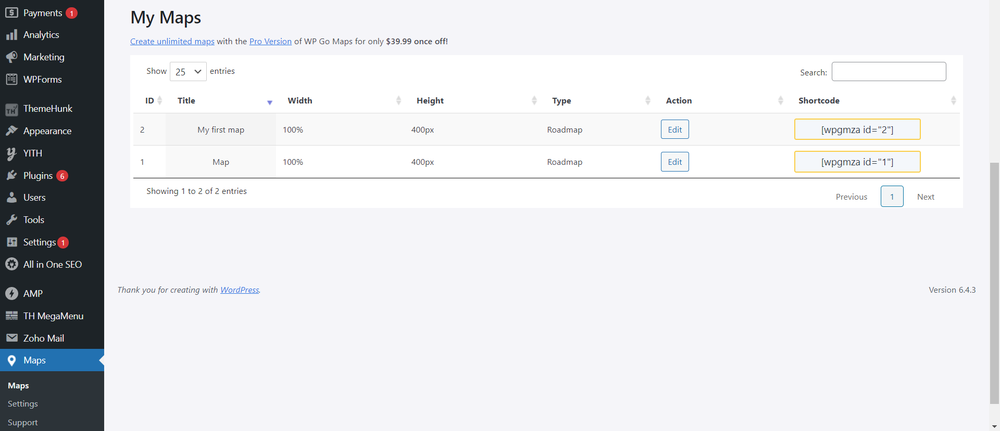 Payments 1
Analytics
Marketing
WPForms
ThemeHunk
Appearance
YITH
Plugins 6
Users
Tools
Settings 1
All in One SEO
AMP
TH MegaMenu
Zoho Mail
Maps
Maps
Settings
Support
My Maps
Create unlimited maps with the Pro Version of WP Go Maps for only $39.99 once off!
Show 25 entries
Search:
ID Title Width Height Type Action Shortcode
2 My first map 100% 400px Roadmap Edit [wpgmza id="2"]
1 Map 100% 400px Roadmap Edit [wpgmza id="1"]
Showing 1 to 2 of 2 entries
Previous 1 Next
Thank you for creating with WordPress.
Version 6.4.3